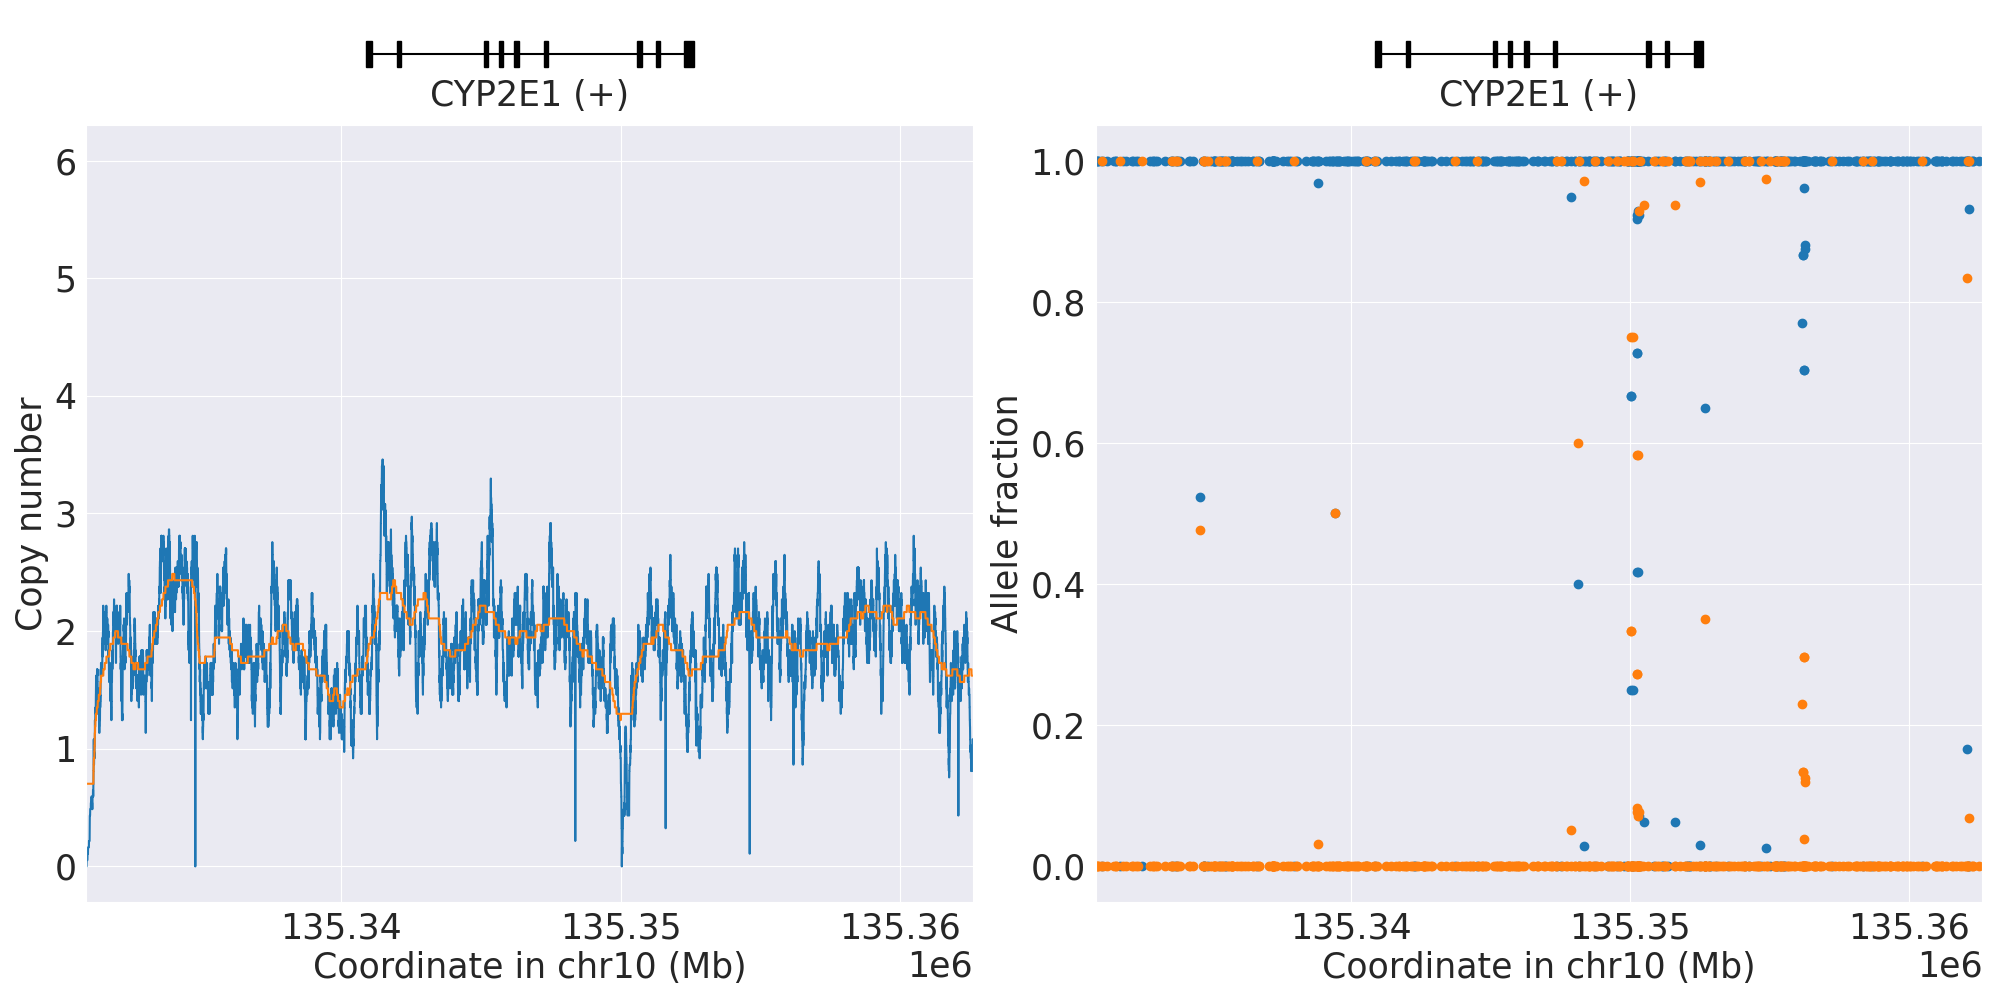 CYP2E1 (+)
6
5
4
3
2
1
0
Copy number
135.34 135.35 135.36
Coordinate in chr10 (Mb)
1e6
CYP2E1 (+)
1.0
0.8
0.6
0.4
0.2
0.0
Allele fraction
135.34 135.35 135.36
Coordinate in chr10 (Mb)
1e6